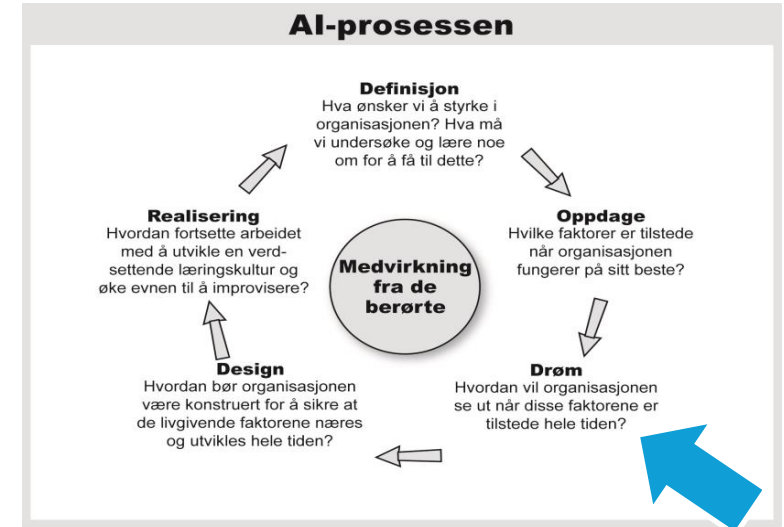 AI-prosessen
Definisjon
Hva ønsker vi å styrke i
organisasjonen? Hva må
vi undersøke og lære noe
om for å få til dette?
Oppdage
Hvilke faktorer er tilstede
når organisasjonen
fungerer på sitt beste?
Drøm
Hvordan vil organisasjonen
se ut når disse faktorene er
tilstede hele tiden?
Design
Hvordan bør organisasjonen
være konstruert for å sikre at
de livgivende faktorene næres
og utvikles hele tiden?
Realisering
Hvordan fortsette arbeidet
med å utvikle en verd-
settende læringskultur og
øke evnen til å improvisere?
Medvirkning
fra de
berørte